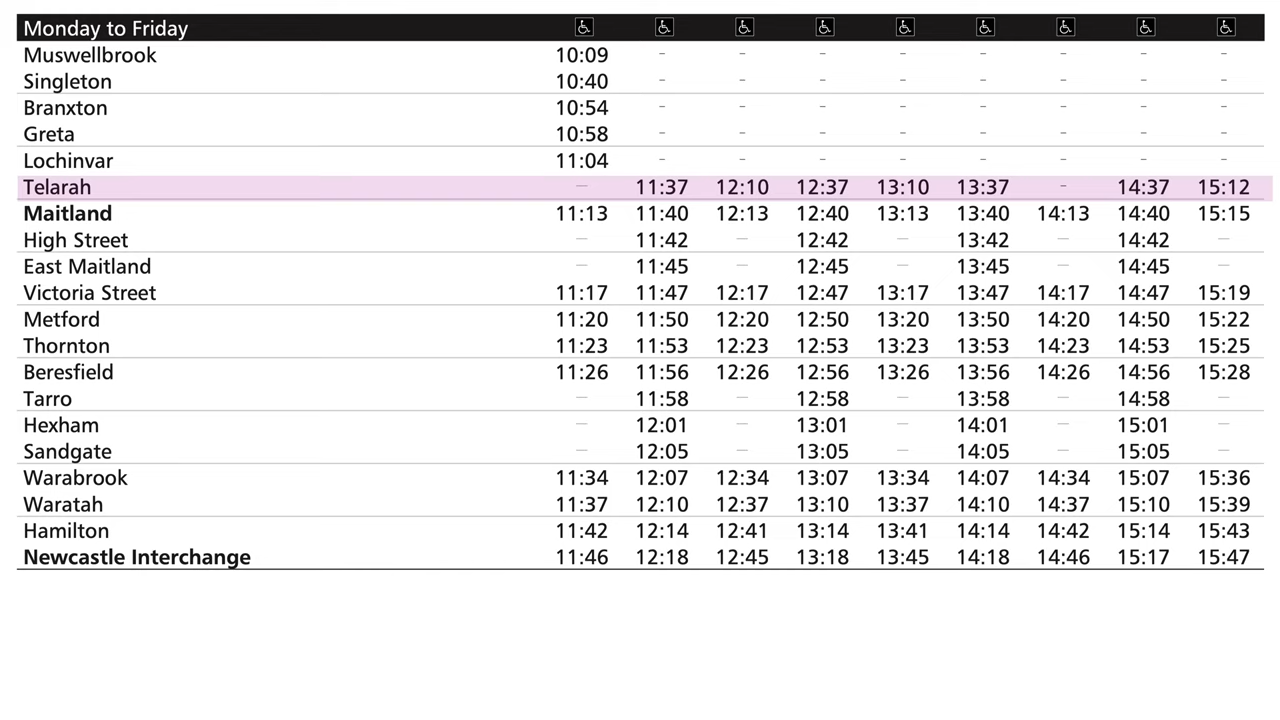 Monday to Friday
Muswellbrook 10:09 – – – – – – – –
Singleton 10:40 – – – – – – – –
Branxton 10:54 – – – – – – – –
Greta 10:58 – – – – – – – –
Lochinvar 11:04 – – – – – – – –
Telarah — 11:37 12:10 12:37 13:10 13:37 - 14:37 15:12
Maitland 11:13 11:40 12:13 12:40 13:13 13:40 14:13 14:40 15:15
High Street — 11:42 — 12:42 — 13:42 — 14:42 —
East Maitland — 11:45 — 12:45 — 13:45 — 14:45 —
Victoria Street 11:17 11:47 12:17 12:47 13:17 13:47 14:17 14:47 15:19
Metford 11:20 11:50 12:20 12:50 13:20 13:50 14:20 14:50 15:22
Thornton 11:23 11:53 12:23 12:53 13:23 13:53 14:23 14:53 15:25
Beresfield 11:26 11:56 12:26 12:56 13:26 13:56 14:26 14:56 15:28
Tarro — 11:58 — 12:58 — 13:58 — 14:58 —
Hexham — 12:01 — 13:01 — 14:01 — 15:01 —
Sandgate — 12:05 — 13:05 — 14:05 — 15:05 —
Warabrook 11:34 12:07 12:34 13:07 13:34 14:07 14:34 15:07 15:36
Waratah 11:37 12:10 12:37 13:10 13:37 14:10 14:37 15:10 15:39
Hamilton 11:42 12:14 12:41 13:14 13:41 14:14 14:42 15:14 15:43
Newcastle Interchange 11:46 12:18 12:45 13:18 13:45 14:18 14:46 15:17 15:47